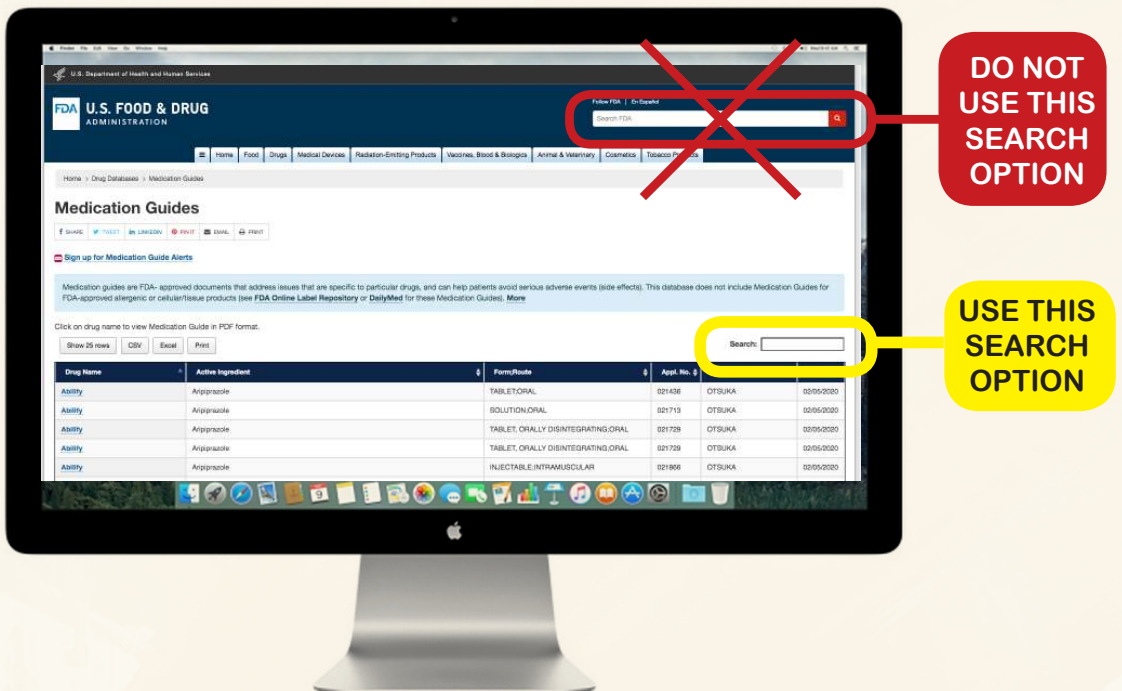 Finder File Edit View Go Window Help
U.S. Department of Health and Human Services
FDA U.S. FOOD & DRUG
ADMINISTRATION
Follow FDA | En Español
Search FDA
Home Food Drugs Medical Devices Radiation-Emitting Products Vaccines, Blood & Biologics Animal & Veterinary Cosmetics Tobacco Products
Home > Drug Databases > Medication Guides
Medication Guides
SHARE TWEET LINKEDIN PIN IT EMAIL PRINT
Sign up for Medication Guide Alerts
Medication guides are FDA- approved documents that address issues that are specific to particular drugs, and can help patients avoid serious adverse events (side effects). This database does not include Medication Guides for
FDA-approved allergenic or cellular/tissue products (see FDA Online Label Repository or DailyMed for these Medication Guides). More
Click on drug name to view Medication Guide in PDF format.
Show 25 rows CSV Excel Print
Search:
Drug Name Active Ingredient Form;Route Appl. No.
Abilify Aripiprazole TABLET;ORAL 021436 OTSUKA 02/05/2020
Abilify Aripiprazole SOLUTION;ORAL 021713 OTSUKA 02/05/2020
Abilify Aripiprazole TABLET, ORALLY DISINTEGRATING;ORAL 021729 OTSUKA 02/05/2020
Abilify Aripiprazole TABLET, ORALLY DISINTEGRATING;ORAL 021729 OTSUKA 02/05/2020
Abilify Aripiprazole INJECTABLE;INTRAMUSCULAR 021866 OTSUKA 02/05/2020
9
DO NOT
USE THIS
SEARCH
OPTION
USE THIS
SEARCH
OPTION